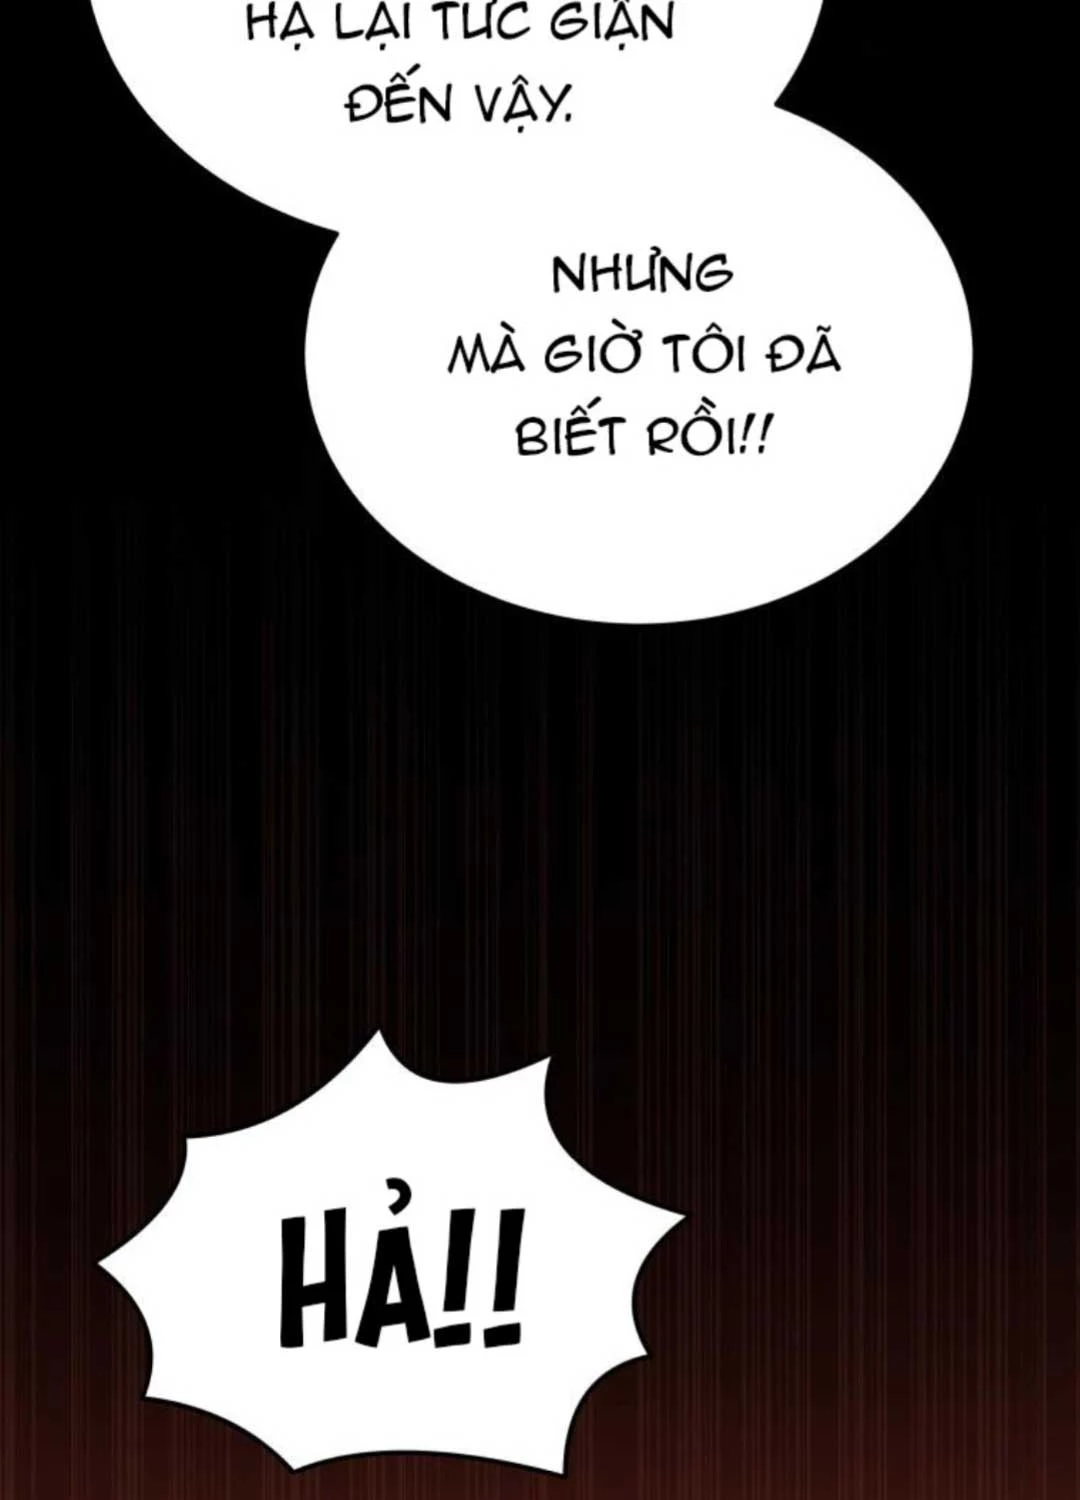 HẠ LẠI TỨC GIẬN
ĐẾN VẬY.
NHƯNG
MÀ GIỜ TÔI ĐÃ
BIẾT RỒI!!
HẢ!!